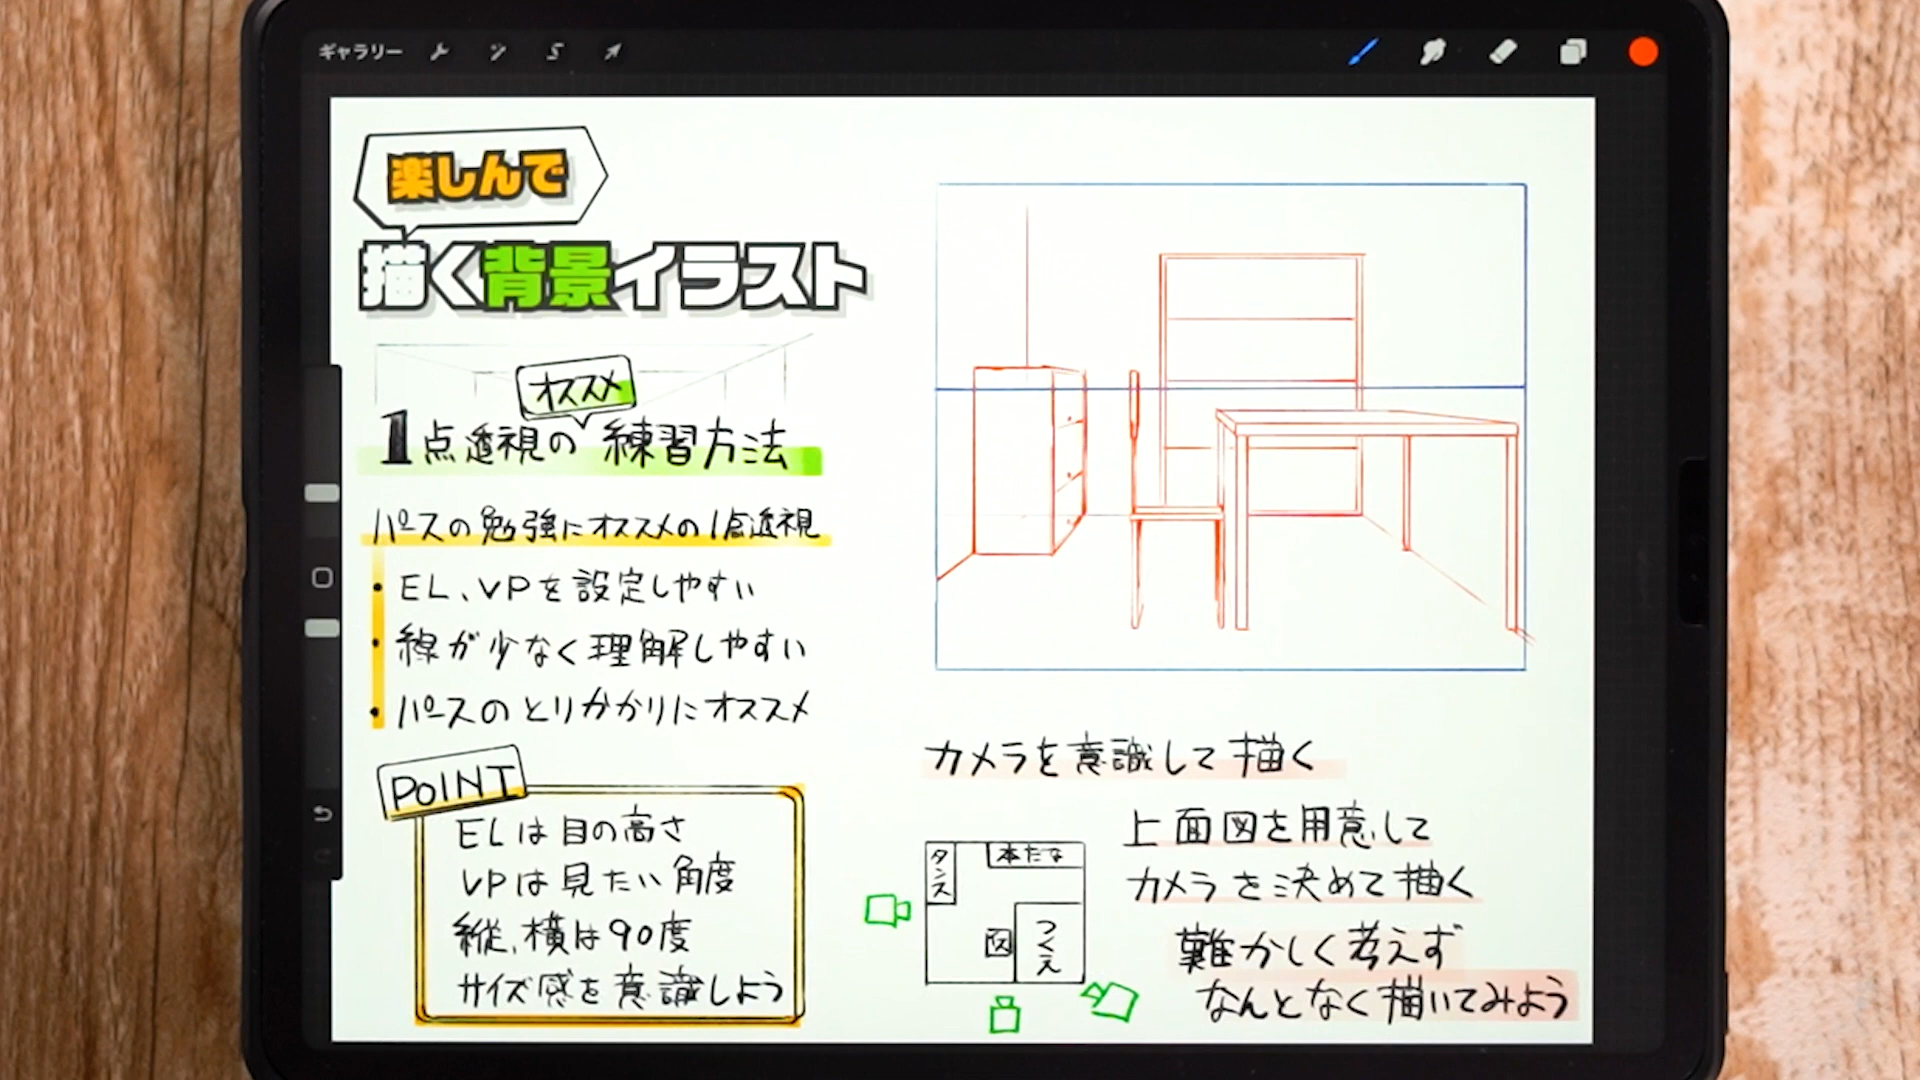 ギャラリー
楽しんで
描く背景イラスト
オススメ
1点透視の練習方法
パースの勉強にオススメの1点透視
・EL、VPを設定しやすい
・線が少なく理解しやすい
・パースのとりかかりにオススメ
POINT
ELは目の高さ
VPは見たい角度
縦、横は90度
サイズ感を意識しよう
カメラを意識して描く
タンス
本だな
つくえ
上面図を用意して
カメラを決めて描く
難かしく考えず
なんとなく描いてみよう